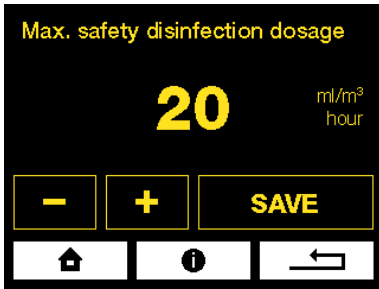 Max. safety disinfection dosage
20
ml/m³
hour
- + SAVE
i